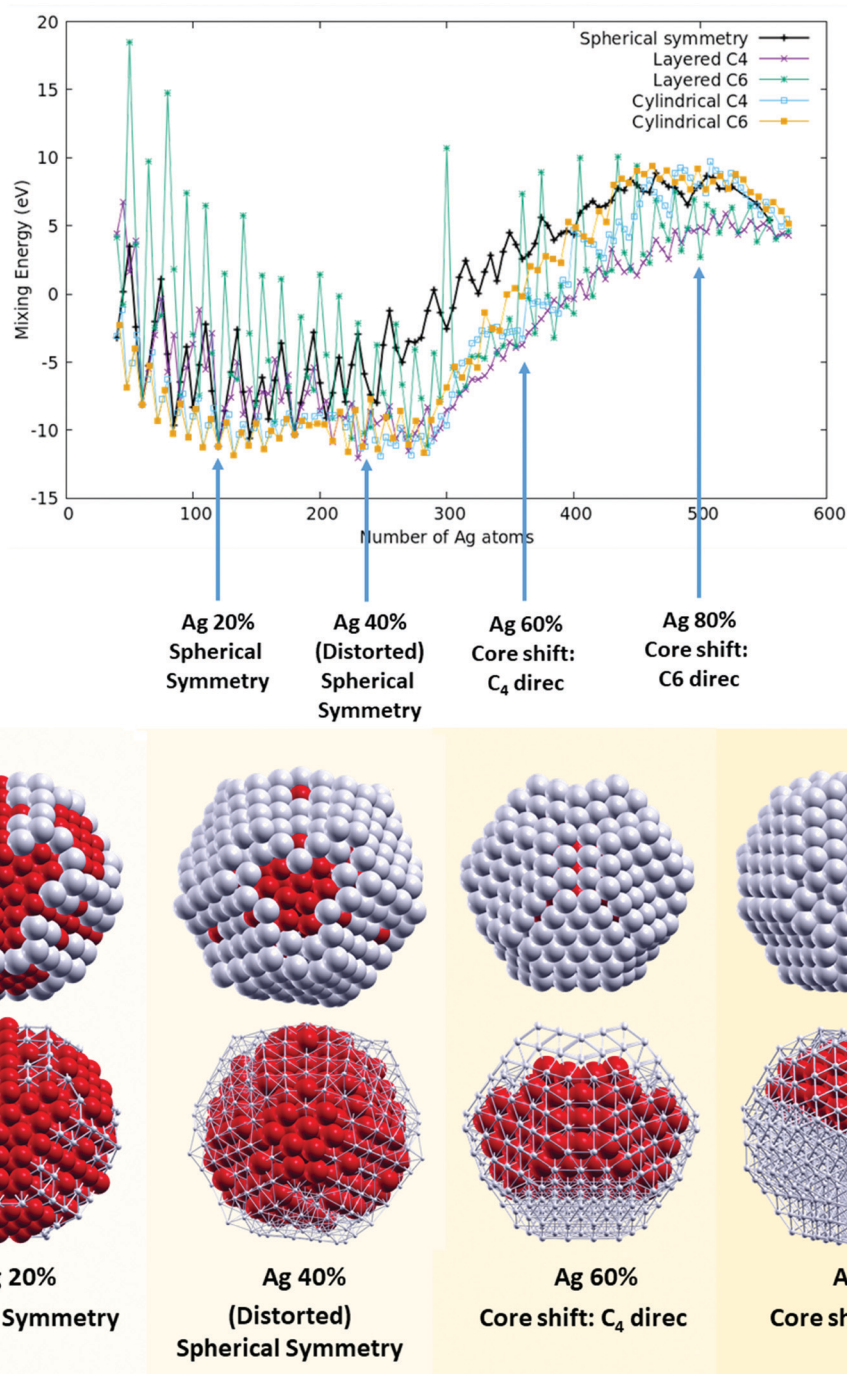 20
15
10
5
0
-5
-10
-15
Mixing Energy (eV)
Spherical symmetry
Layered C4
Layered C6
Cylindrical C4
Cylindrical C6
0 100 200 300 400 500 600
Number of Ag atoms
Ag 20%
Spherical
Symmetry
Ag 40%
(Distorted)
Spherical
Symmetry
Ag 60%
Core shift:
C₄ direc
Ag 80%
Core shift:
C6 direc
20%
Symmetry
Ag 40%
(Distorted)
Spherical Symmetry
Ag 60%
Core shift: C₄ direc
A
Core sh